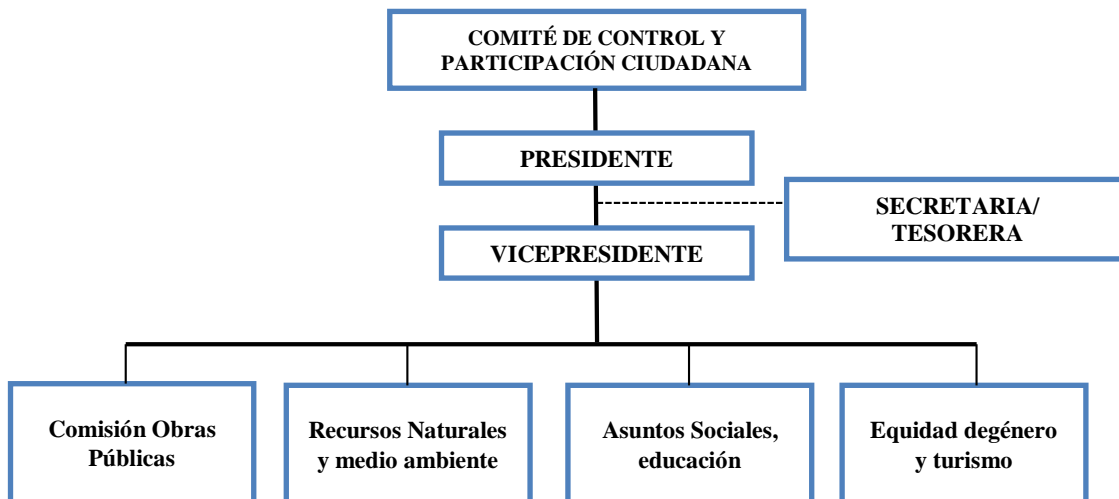 COMITÉ DE CONTROL Y
PARTICIPACIÓN CIUDADANA
PRESIDENTE
SECRETARIA/
TESORERA
VICEPRESIDENTE
Comisión Obras
Públicas
Recursos Naturales
y medio ambiente
Asuntos Sociales,
educación
Equidad degénero
y turismo